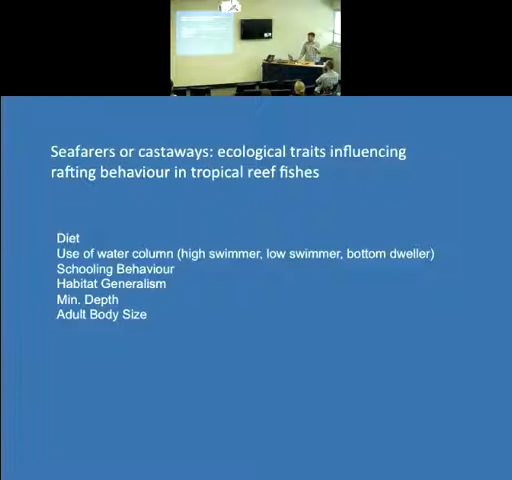 Seafarers or castaways: ecological traits influencing
rafting behaviour in tropical reef fishes
Diet
Use of water column (high swimmer, low swimmer, bottom dweller)
Schooling Behaviour
Habitat Generalism
Min. Depth
Adult Body Size